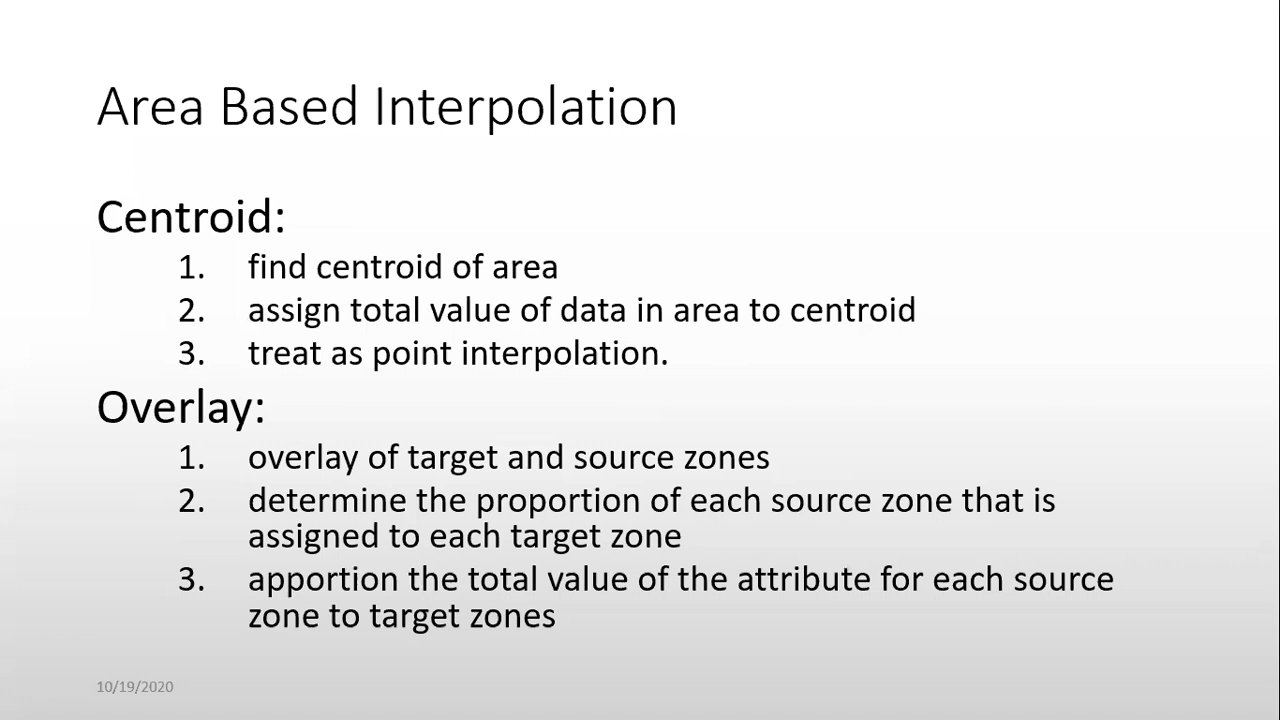 Area Based Interpolation
Centroid:
1. find centroid of area
2. assign total value of data in area to centroid
3. treat as point interpolation.
Overlay:
1. overlay of target and source zones
2. determine the proportion of each source zone that is
assigned to each target zone
3. apportion the total value of the attribute for each source
zone to target zones
10/19/2020